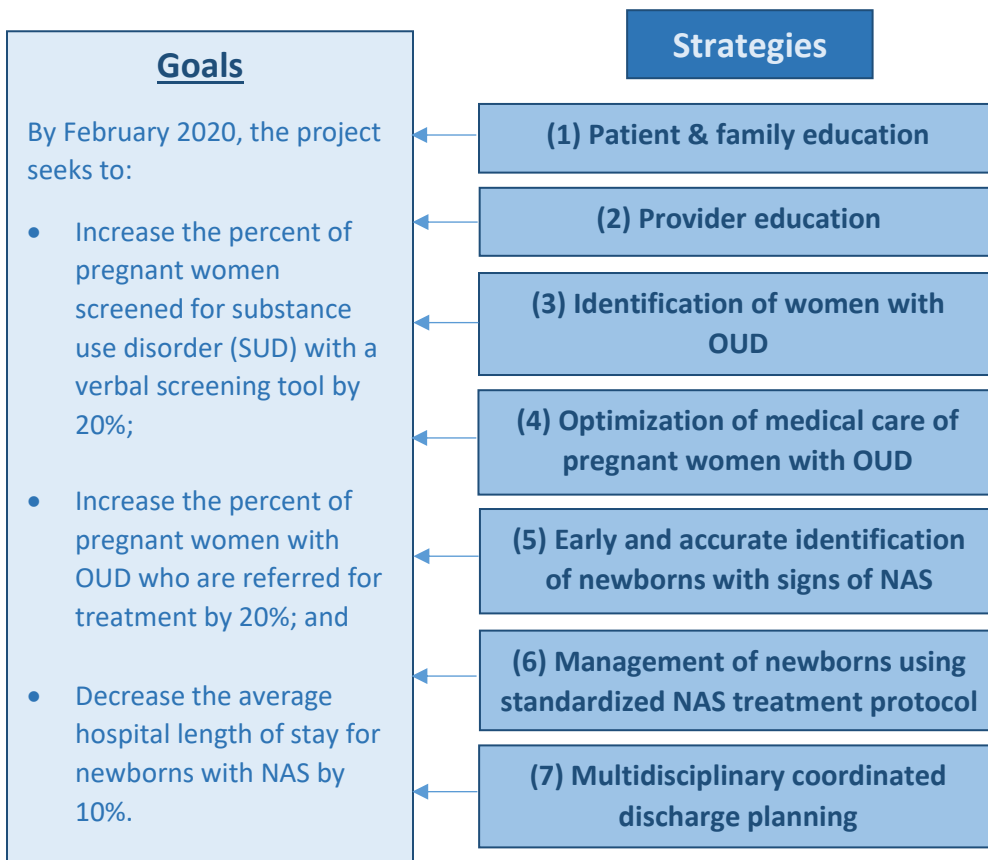 Goals
By February 2020, the project
seeks to:
• Increase the percent of
pregnant women
screened for substance
use disorder (SUD) with a
verbal screening tool by
20%;
• Increase the percent of
pregnant women with
OUD who are referred for
treatment by 20%; and
• Decrease the average
hospital length of stay for
newborns with NAS by
10%.
Strategies
(1) Patient & family education
(2) Provider education
(3) Identification of women with
OUD
(4) Optimization of medical care of
pregnant women with OUD
(5) Early and accurate identification
of newborns with signs of NAS
(6) Management of newborns using
standardized NAS treatment protocol
(7) Multidisciplinary coordinated
discharge planning